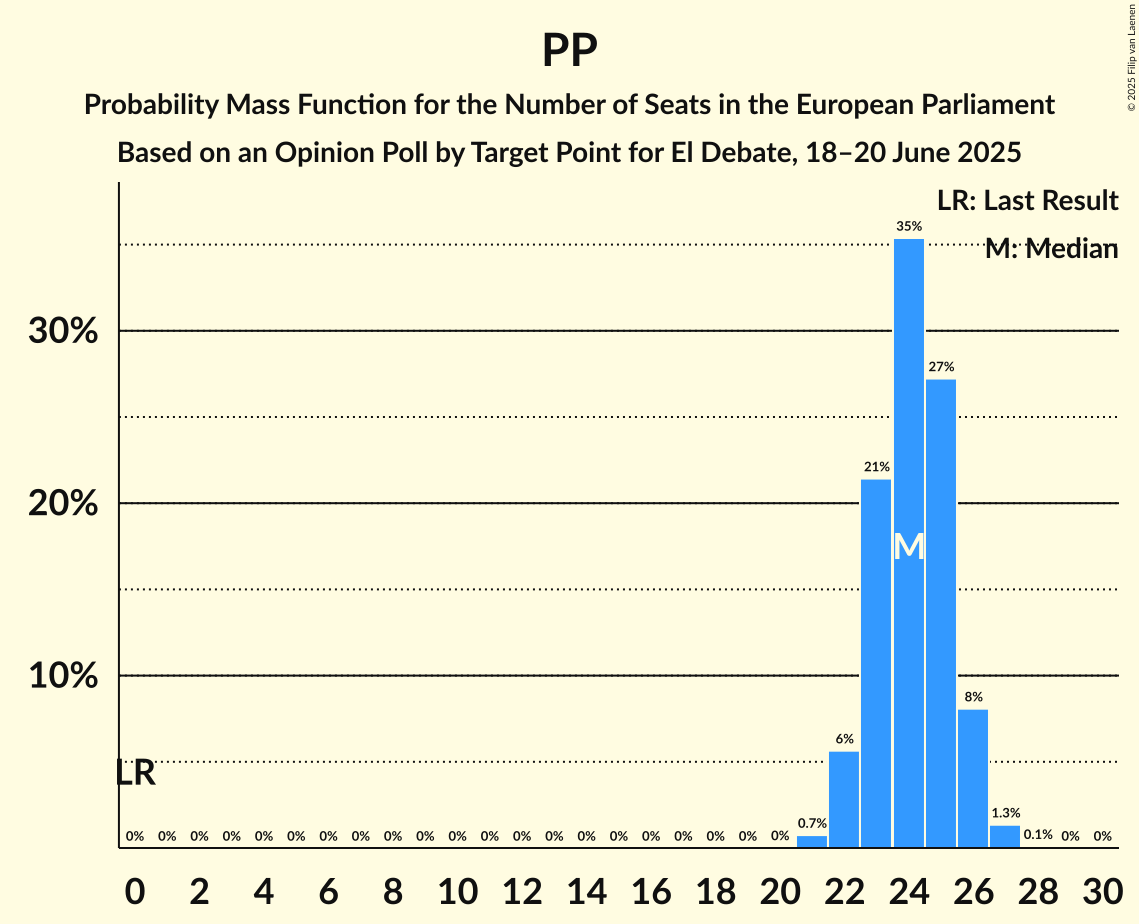 PP
Probability Mass Function for the Number of Seats in the European Parliament
Based on an Opinion Poll by Target Point for El Debate, 18–20 June 2025
© 2025 Filip van Laenen
LR: Last Result
M: Median
35%
30%
27%
21%
20%
M
10%
8%
6%
LR
1.3%
0.7%
0.1%
0% 0% 0% 0% 0% 0% 0% 0% 0% 0% 0% 0% 0% 0% 0% 0% 0% 0% 0% 0% 0% 0% 0%
0 2 4 6 8 10 12 14 16 18 20 22 24 26 28 30